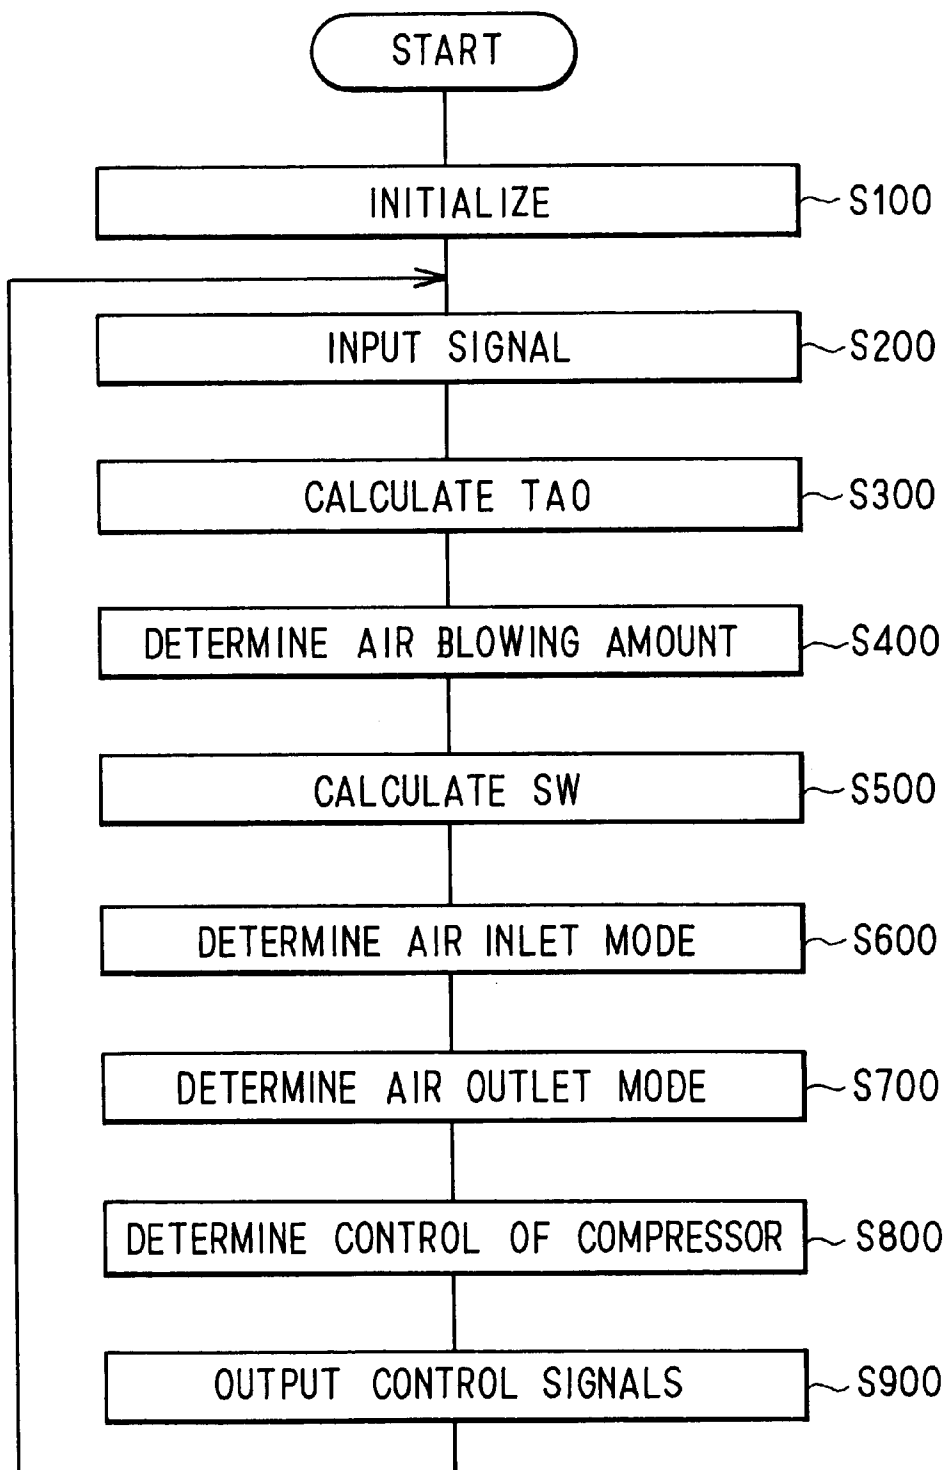 START
INITIALIZE S100
INPUT SIGNAL S200
CALCULATE TAO S300
DETERMINE AIR BLOWING AMOUNT S400
CALCULATE SW S500
DETERMINE AIR INLET MODE S600
DETERMINE AIR OUTLET MODE S700
DETERMINE CONTROL OF COMPRESSOR S800
OUTPUT CONTROL SIGNALS S900